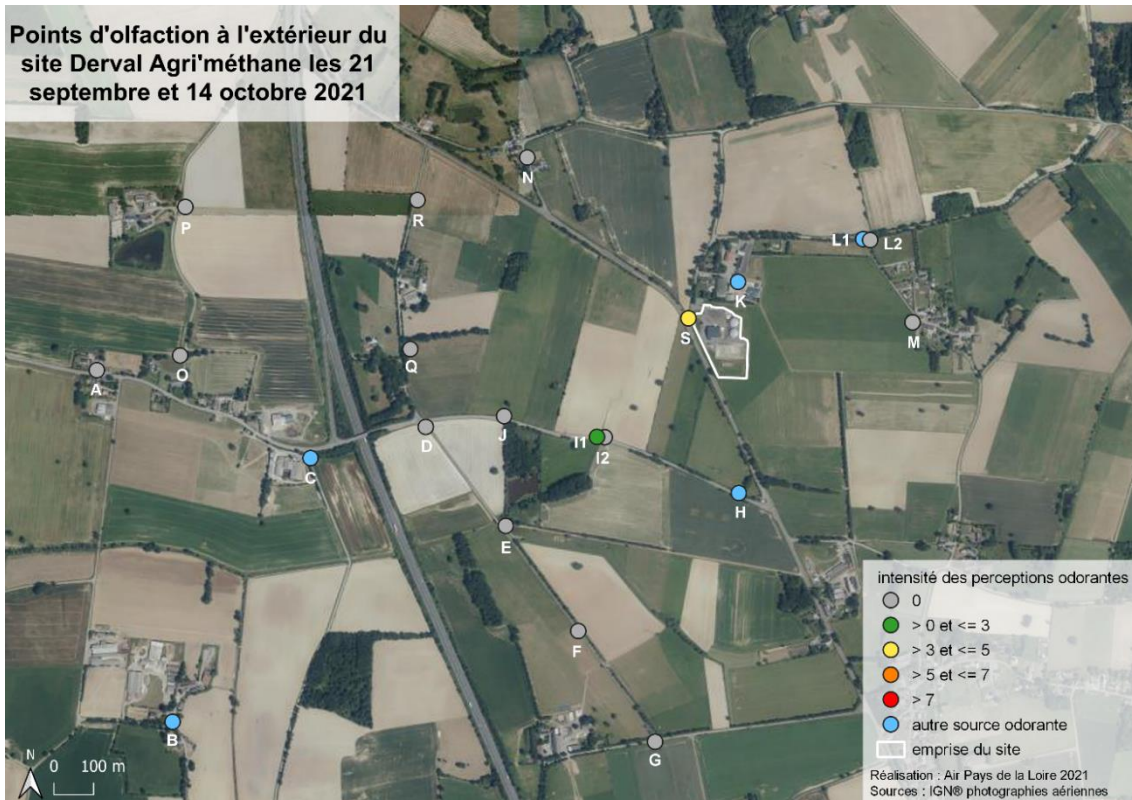 Points d'olfaction à l'extérieur du
site Derval Agri'méthane les 21
septembre et 14 octobre 2021
N
R
P
L1 L2
K
S
M
O
A
Q
J
D
I1
I2
C
H
E
F
B
G
N
0 100 m
intensité des perceptions odorantes
0
> 0 et <= 3
> 3 et <= 5
> 5 et <= 7
> 7
autre source odorante
emprise du site
Réalisation : Air Pays de la Loire 2021
Sources : IGN® photographies aériennes